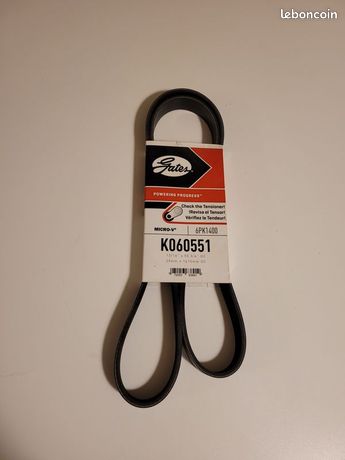 leboncoin
Gates
POWERING PROGRESS
Check the Tensioner!
¡Revisa el Tensor!
Vérifiez le Tendeur!
MICRO-V® 6PK1400
K060551